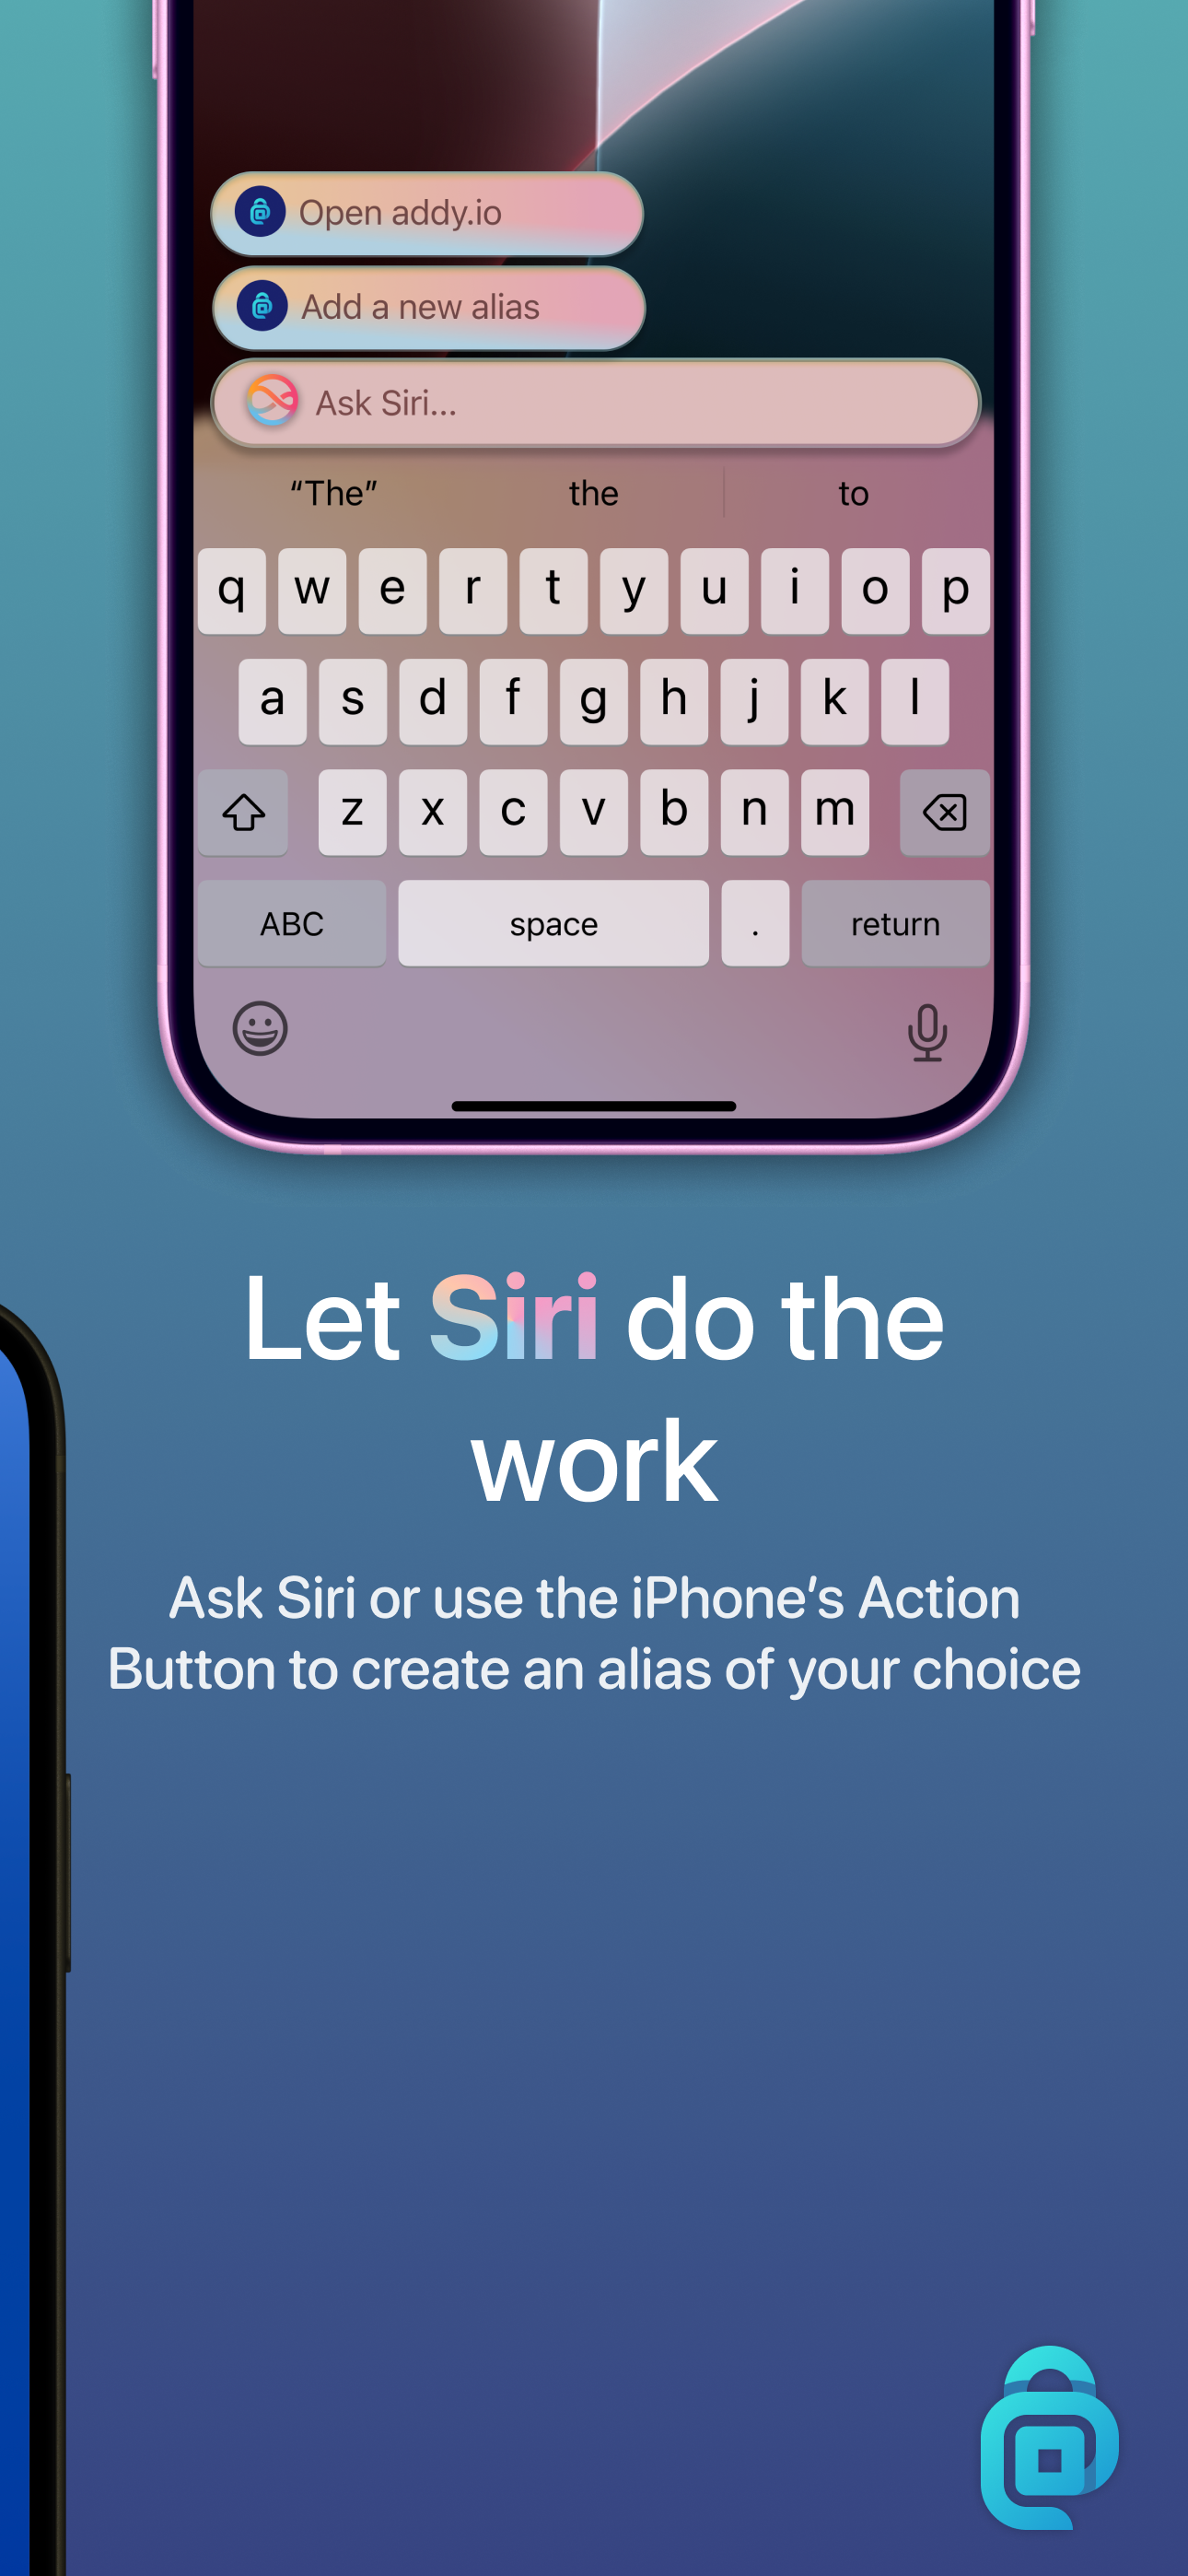 Open addy.io
Add a new alias
Ask Siri...
“The” the to
q w e r t y u i o p
a s d f g h j k l
z x c v b n m
ABC space . return
Let Siri do the
work
Ask Siri or use the iPhone’s Action
Button to create an alias of your choice